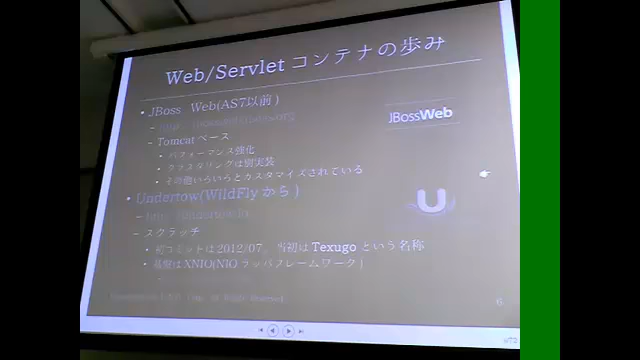 Web/Servlet コンテナの歩み
• JBoss Web(AS7以前)
– Tomcat ベース
• パフォーマンス強化
• クラスタリングは別実装
• その他いろいろとカスタマイズされている
JBossWeb
• Undertow(WildFly から)
– スクラッチ
• 初コミットは 2012/07、当初は Texugo という名称
• 基盤は XNIO(NIO ラッパフレームワーク)
U
6